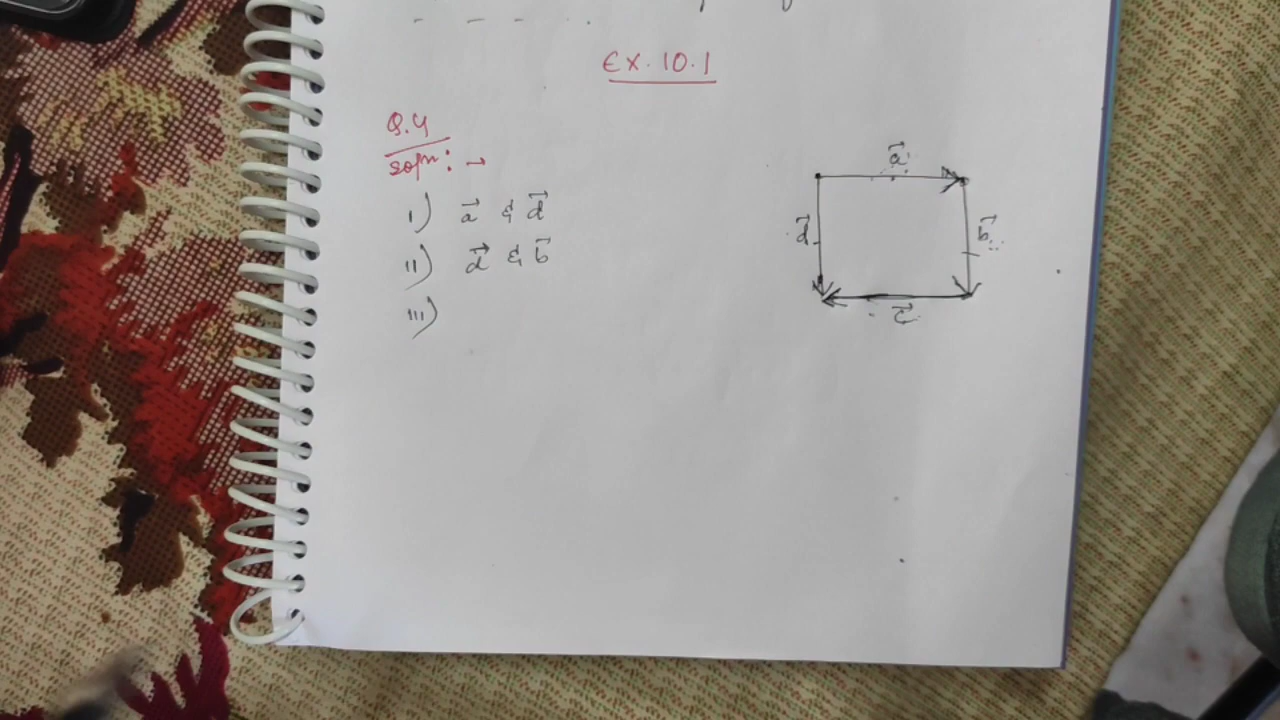 Ex. 10.1
Q.4
Soln: →
I) a⃗ & d⃗
II) d⃗ & b⃗
III)
a⃗
d⃗
b⃗
c⃗